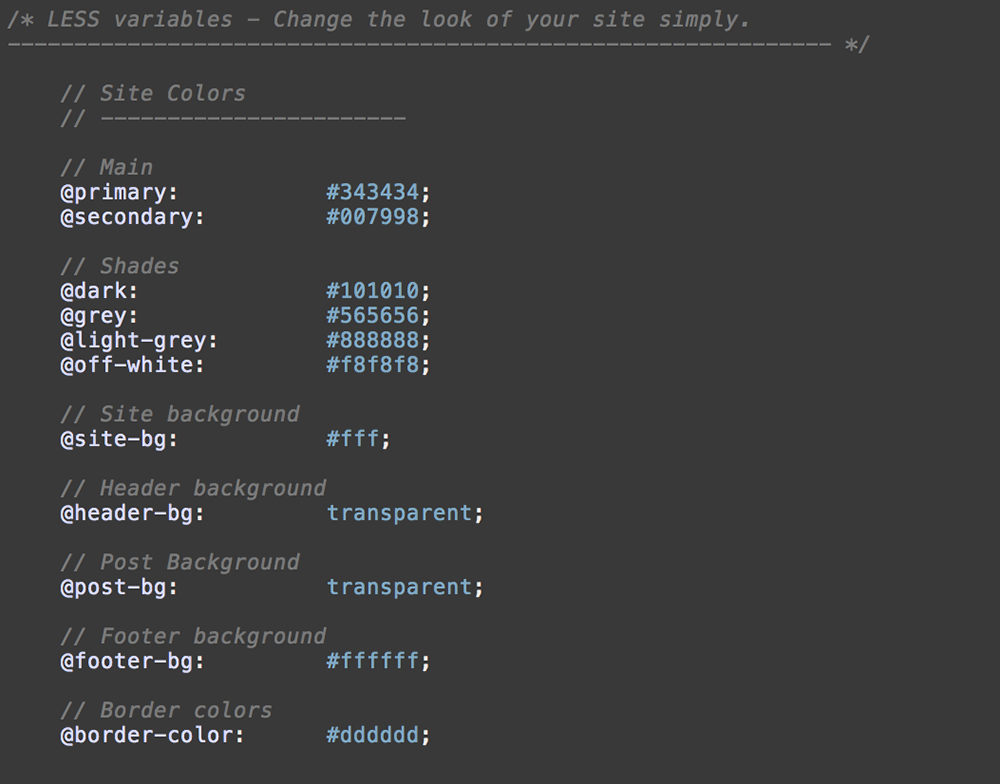 /* LESS variables - Change the look of your site simply.
-------------------------------------------------------------- */
// Site Colors
// -----------------------
// Main
@primary: #343434;
@secondary: #007998;
// Shades
@dark: #101010;
@grey: #565656;
@light-grey: #888888;
@off-white: #f8f8f8;
// Site background
@site-bg: #fff;
// Header background
@header-bg: transparent;
// Post Background
@post-bg: transparent;
// Footer background
@footer-bg: #ffffff;
// Border colors
@border-color: #dddddd;